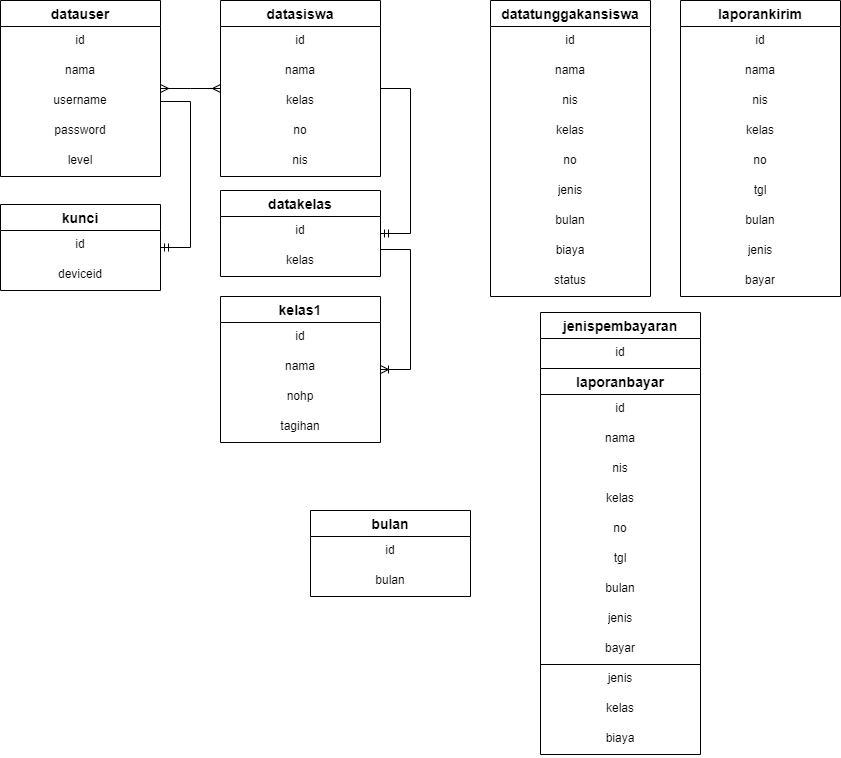 datauser
id
nama
username
password
level
kunci
id
deviceid
datasiswa
id
nama
kelas
no
nis
datakelas
id
kelas
kelas1
id
nama
nohp
tagihan
bulan
id
bulan
datatunggakansiswa
id
nama
nis
kelas
no
jenis
bulan
biaya
status
laporankirim
id
nama
nis
kelas
no
tgl
bulan
jenis
bayar
jenispembayaran
id
laporanbayar
id
nama
nis
kelas
no
tgl
bulan
jenis
bayar
jenis
kelas
biaya